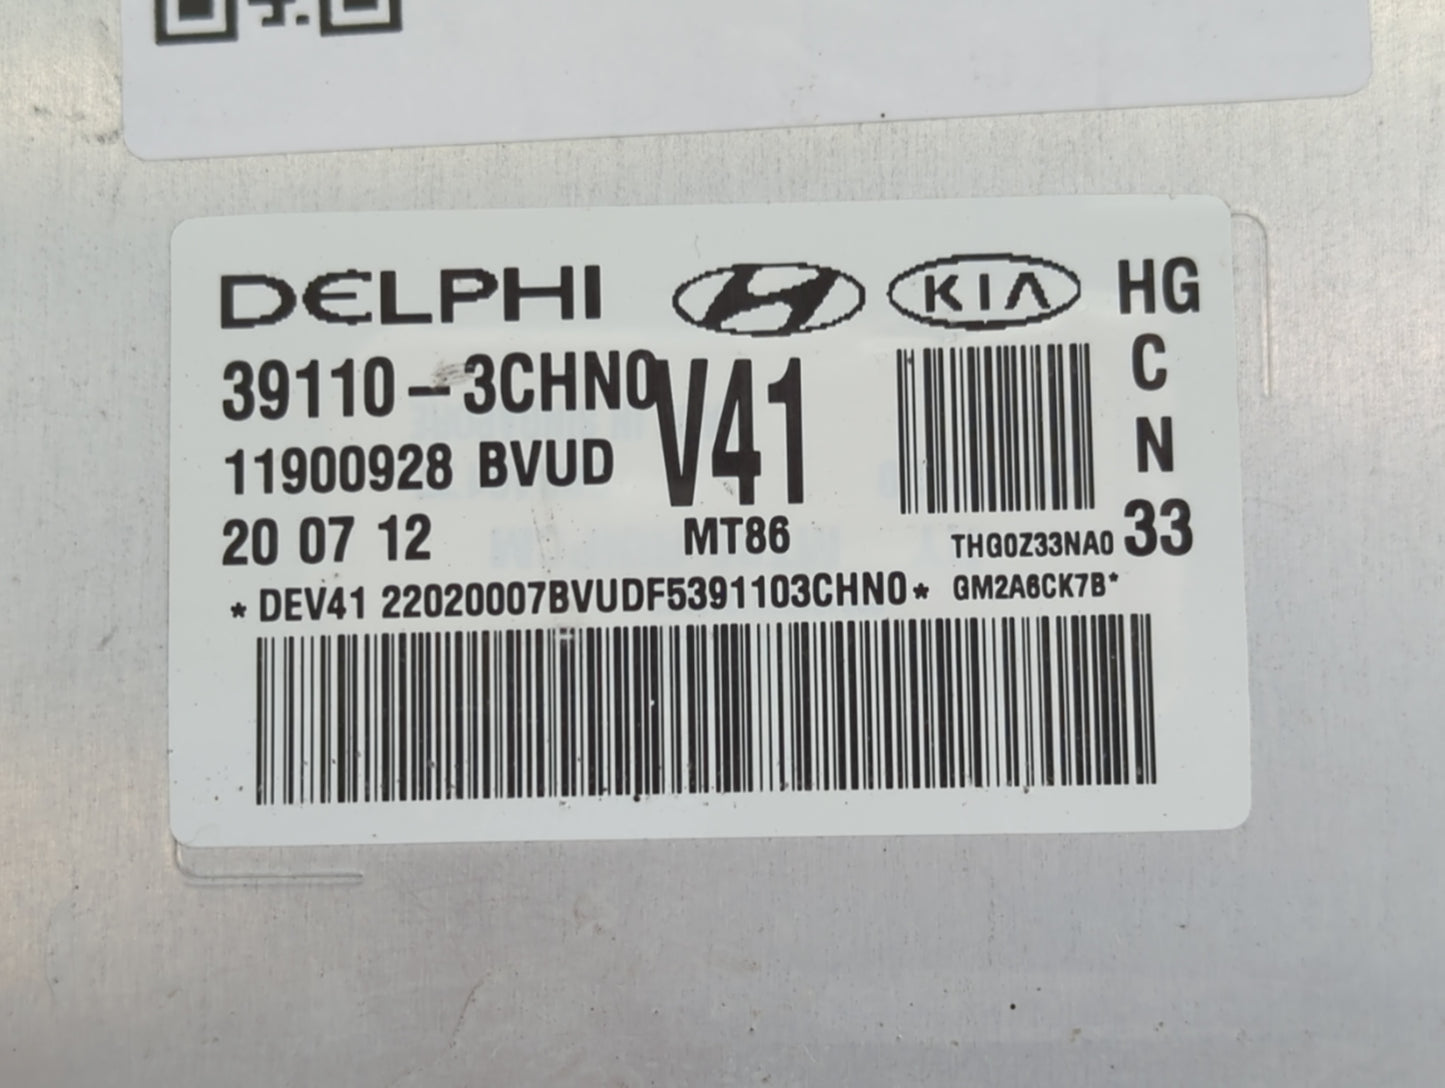 DELPHI KIA HG
39110-3CHN0 V41 C
11900928 BVUD N
20 07 12 MT86 THG0Z33NA0 33
* DEV41 22020007BVUDF5391103CHN0* GM2A6CK7B*